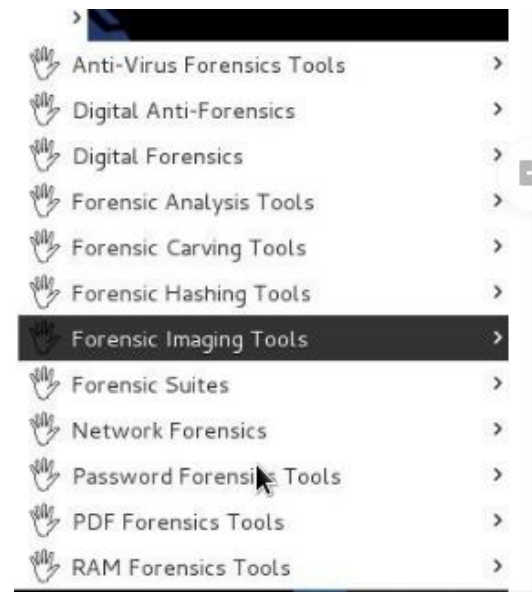 Anti-Virus Forensics Tools
Digital Anti-Forensics
Digital Forensics
Forensic Analysis Tools
Forensic Carving Tools
Forensic Hashing Tools
Forensic Imaging Tools
Forensic Suites
Network Forensics
Password Forensics Tools
PDF Forensics Tools
RAM Forensics Tools